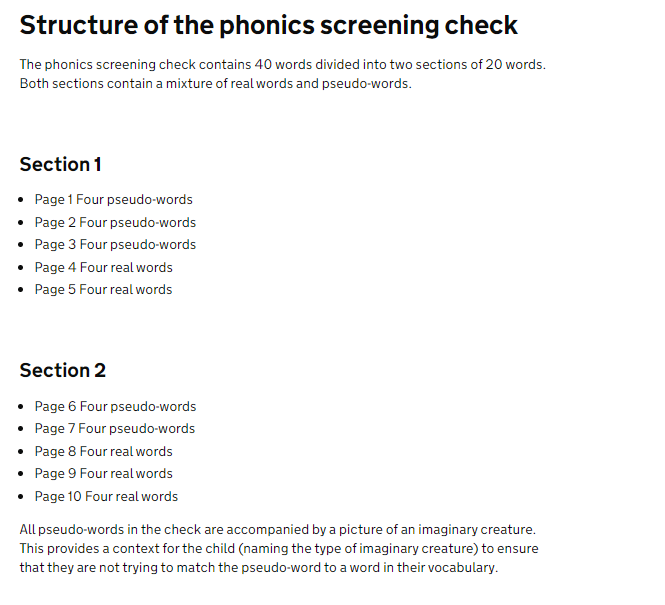 Structure of the phonics screening check
The phonics screening check contains 40 words divided into two sections of 20 words.
Both sections contain a mixture of real words and pseudo-words.
Section 1
• Page 1 Four pseudo-words
• Page 2 Four pseudo-words
• Page 3 Four pseudo-words
• Page 4 Four real words
• Page 5 Four real words
Section 2
• Page 6 Four pseudo-words
• Page 7 Four pseudo-words
• Page 8 Four real words
• Page 9 Four real words
• Page 10 Four real words
All pseudo-words in the check are accompanied by a picture of an imaginary creature.
This provides a context for the child (naming the type of imaginary creature) to ensure
that they are not trying to match the pseudo-word to a word in their vocabulary.